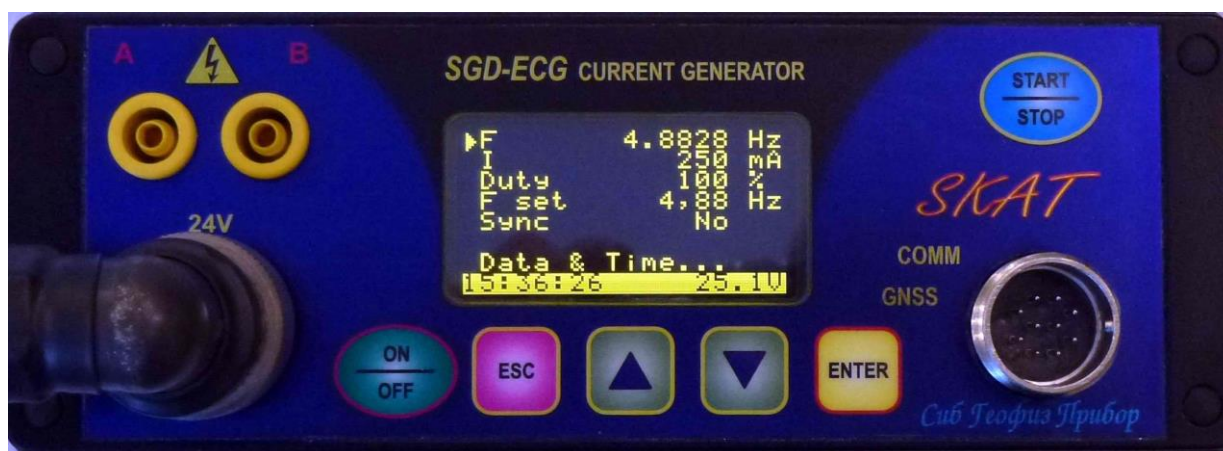 A B
SGD-ECG CURRENT GENERATOR
START
STOP
F 4.8828 Hz
I 250 mA
Duty 100 %
F set 4,88 Hz
Sync No
Data & Time...
15:36:26 25.1V
24V
SKAT
COMM
GNSS
ON
OFF
ESC
ENTER
Сиб Геофиз Прибор